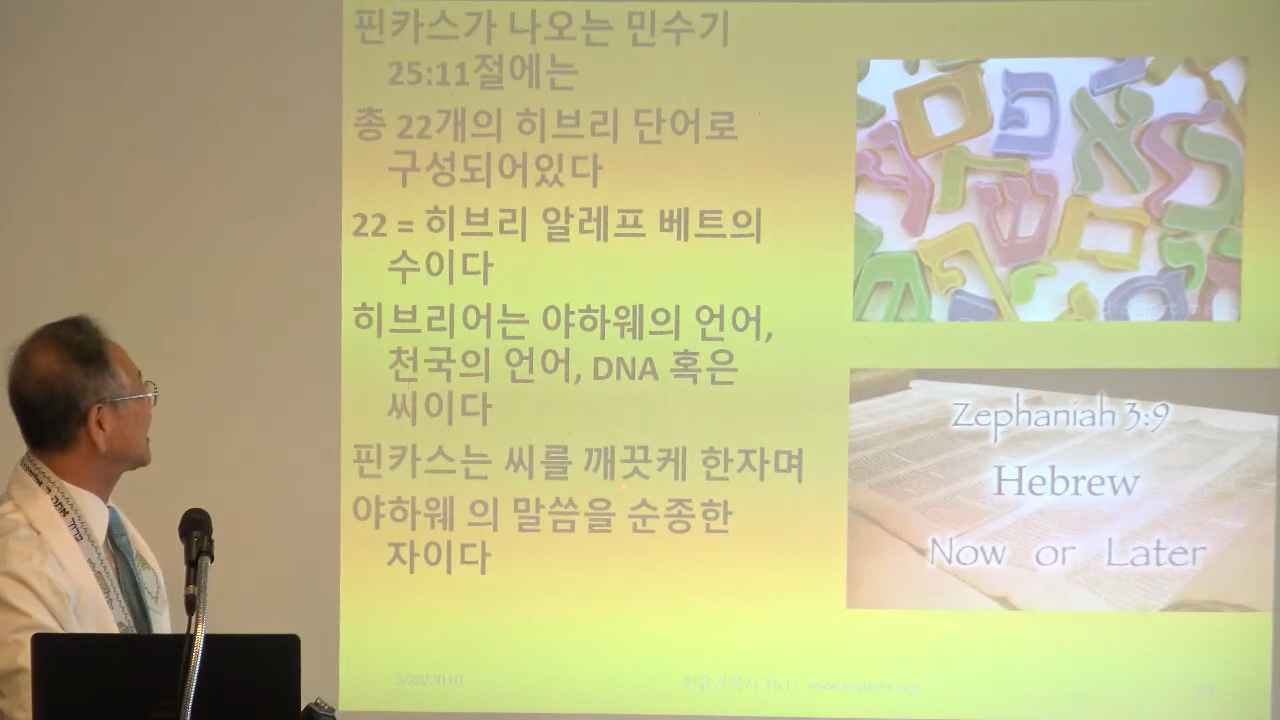 핀카스가 나오는 민수기
25:11절에는
총 22개의 히브리 단어로
구성되어있다
22 = 히브리 알레프 베트의
수이다
히브리어는 야하웨의 언어,
천국의 언어, DNA 혹은
씨이다
핀카스는 씨를 깨끗케 한자며
야하웨 의 말씀을 순종한
자이다
Zephaniah 3:9
Hebrew
Now or Later
3/28/2010